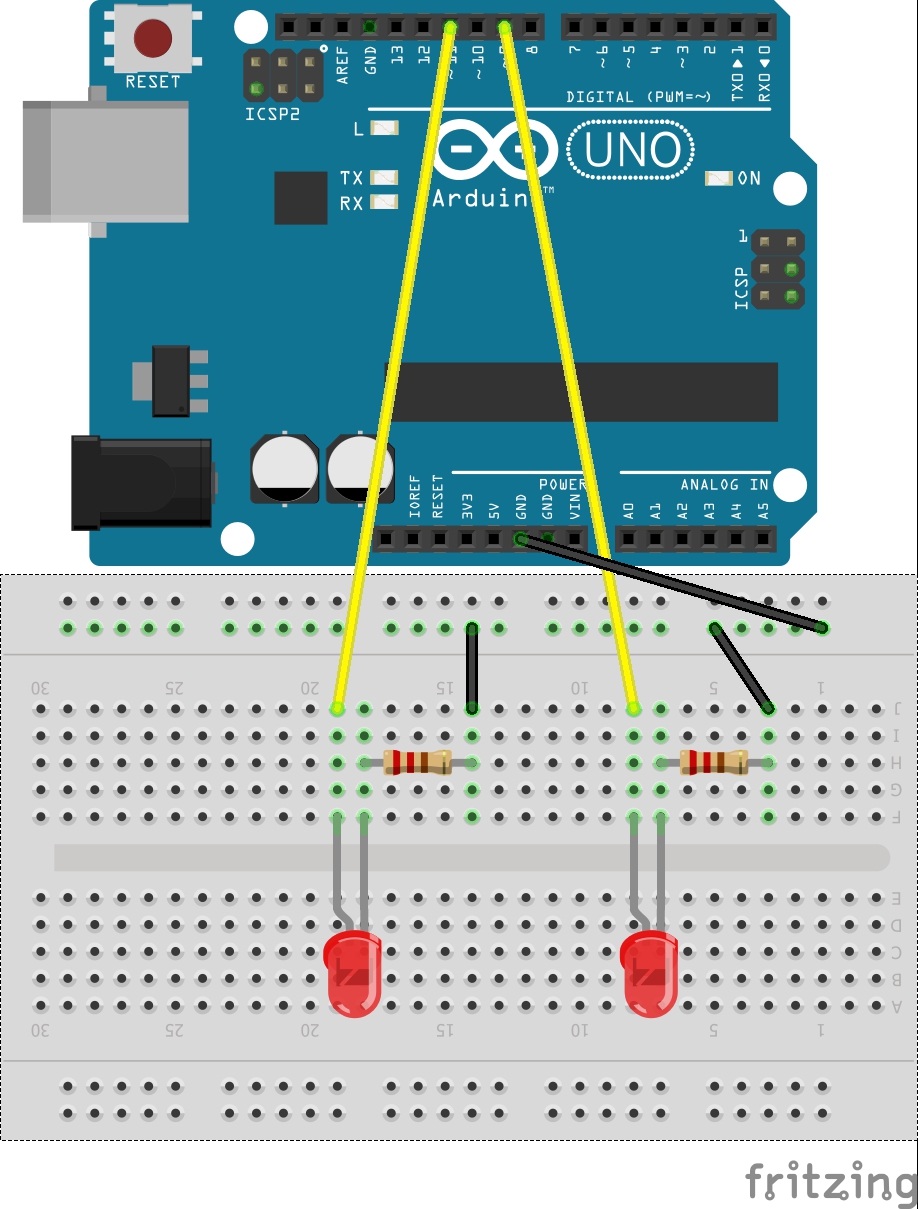 RESET
ICSP2
AREF
GND
13
12
~10
8
7
~6
~5
4
~3
2
TX0 ▶ 1
RX0 ◀ 0
DIGITAL (PWM=~)
L
TX
RX
UNO
ON
Arduin™
1
ICSP
POWER
ANALOG IN
IOREF
RESET
3V3
5V
GND
GND
VIN
A0
A1
A2
A3
A4
A5
30 25 20 15 10 5 1
J
I
H
G
F
E
D
C
B
A
30 25 20 15 10 5 1
fritzing